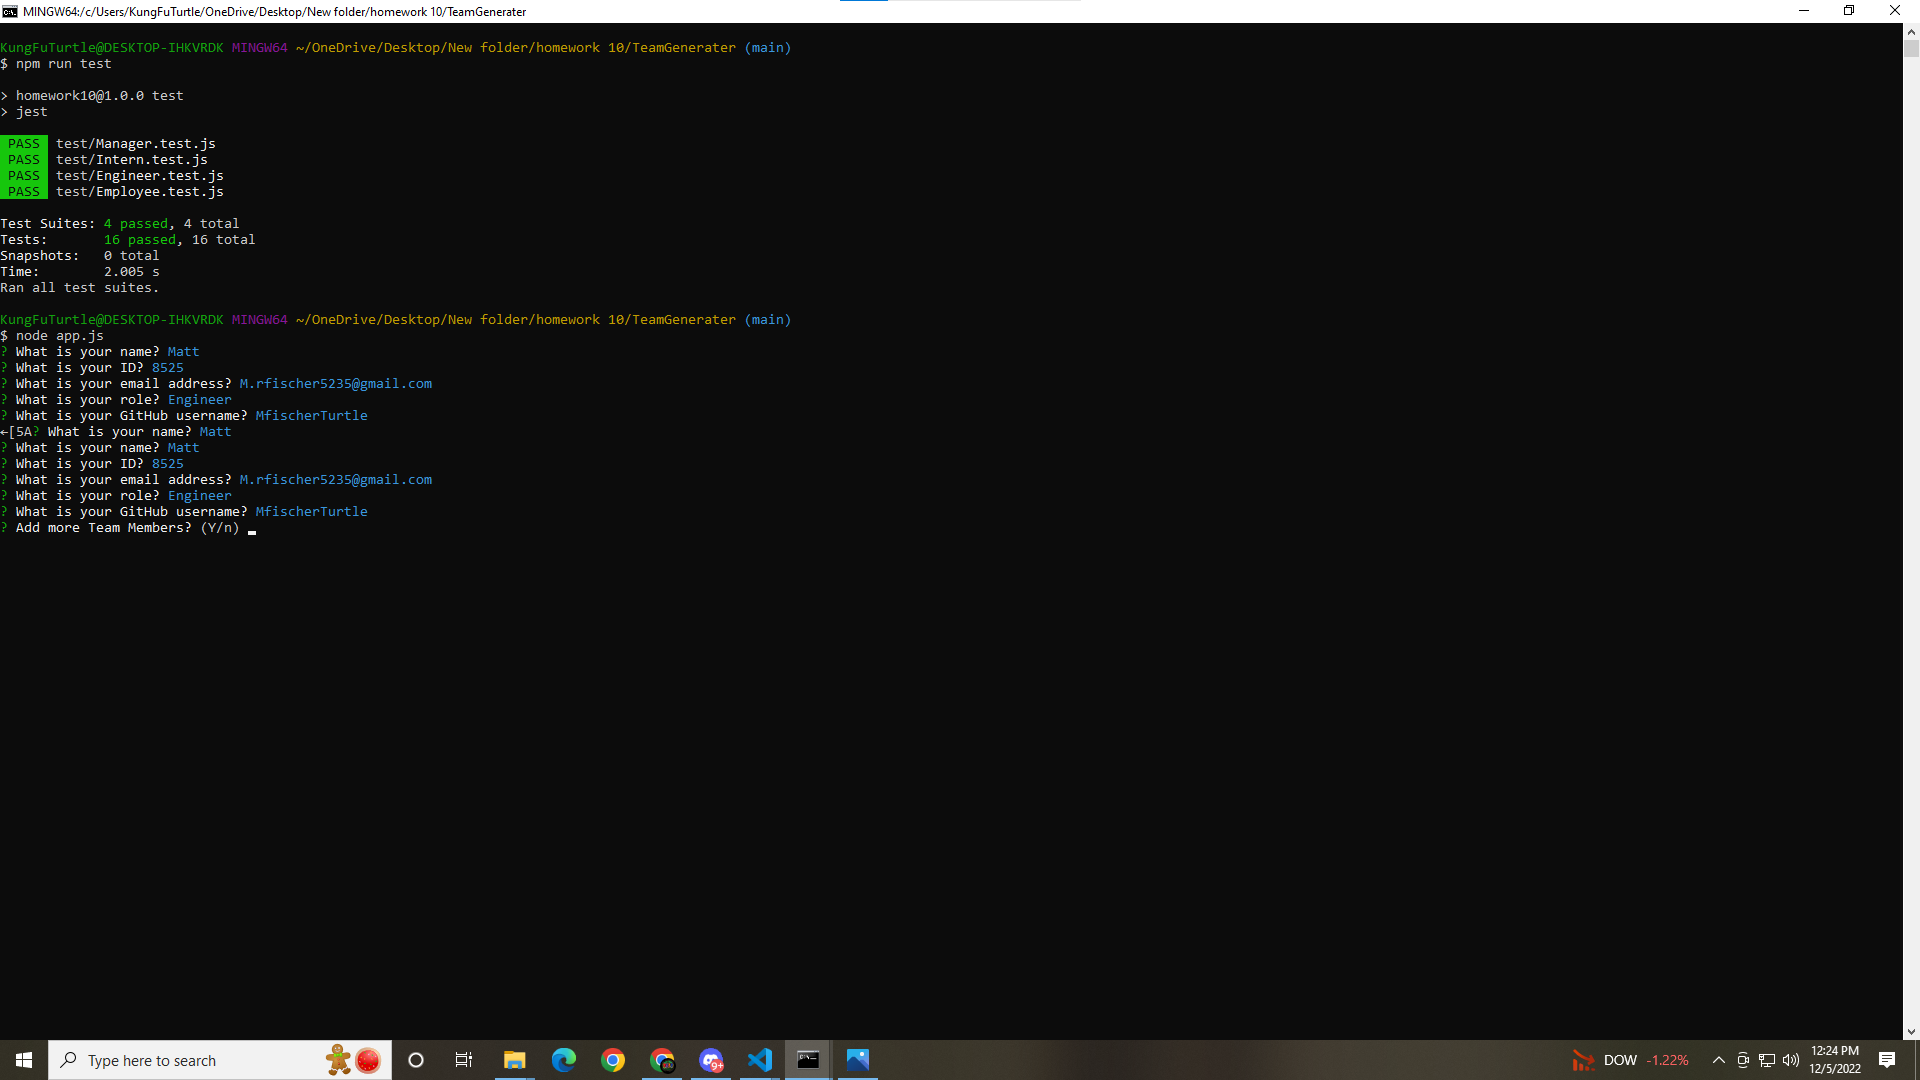 MINGW64:/c/Users/KungFuTurtle/OneDrive/Desktop/New folder/homework 10/TeamGenerater
KungFuTurtle@DESKTOP-IHKVRDK MINGW64 ~/OneDrive/Desktop/New folder/homework 10/TeamGenerater (main)
$ npm run test
> homework10@1.0.0 test
> jest
PASS test/Manager.test.js
PASS test/Intern.test.js
PASS test/Engineer.test.js
PASS test/Employee.test.js
Test Suites: 4 passed, 4 total
Tests: 16 passed, 16 total
Snapshots: 0 total
Time: 2.005 s
Ran all test suites.
KungFuTurtle@DESKTOP-IHKVRDK MINGW64 ~/OneDrive/Desktop/New folder/homework 10/TeamGenerater (main)
$ node app.js
? What is your name? Matt
? What is your ID? 8525
? What is your email address? M.rfischer5235@gmail.com
? What is your role? Engineer
? What is your GitHub username? MfischerTurtle
←[5A? What is your name? Matt
? What is your name? Matt
? What is your ID? 8525
? What is your email address? M.rfischer5235@gmail.com
? What is your role? Engineer
? What is your GitHub username? MfischerTurtle
? Add more Team Members? (Y/n)
Type here to search
9+
DOW -1.22%
12:24 PM
12/5/2022